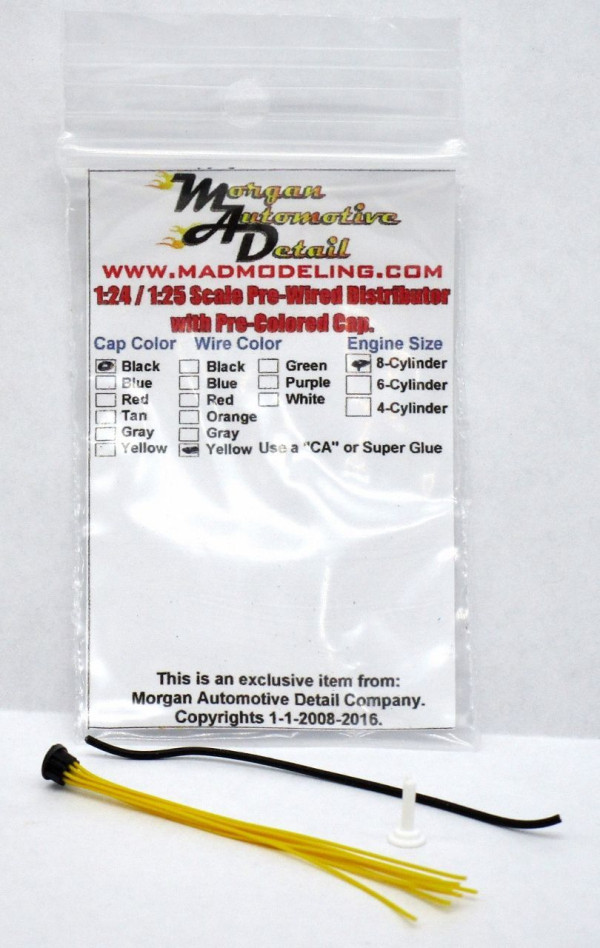 Morgan
Automotive
Detail
WWW.MADMODELING.COM
1:24 / 1:25 Scale Pre-Wired Distributor
with Pre-Colored Cap.
Cap Color Wire Color Engine Size
Black Black Green 8-Cylinder
Blue Blue Purple 6-Cylinder
Red Red White 4-Cylinder
Tan Orange
Gray Gray
Yellow Yellow Use a "CA" or Super Glue
This is an exclusive item from:
Morgan Automotive Detail Company.
Copyrights 1-1-2008-2016.